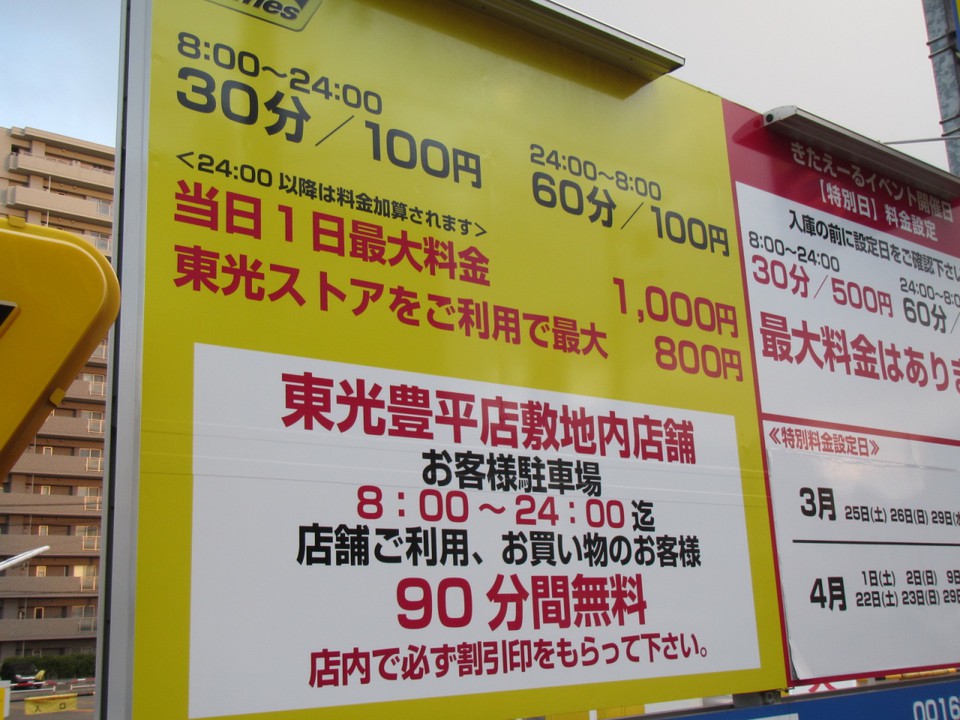 8:00～24:00
30分／100円
24:00～8:00
60分／100円
<24:00 以降は料金加算されます>
当日1日最大料金 1,000円
東光ストアをご利用で最大 800円
東光豊平店敷地内店舗
お客様駐車場
8：00～24：00迄
店舗ご利用、お買い物のお客様
90分間無料
店内で必ず割引印をもらって下さい。
きたえーるイベント開催日
【特別日】料金設定
入庫の前に設定日をご確認下さい
8:00～24:00
30分／500円
24:00～8:0
60分／
最大料金はありま
≪特別料金設定日≫
3月 25日(土) 26日(日) 29日(水
4月 1日(土) 2日(日) 9日
22日(土) 23日(日) 29日
0016
入口